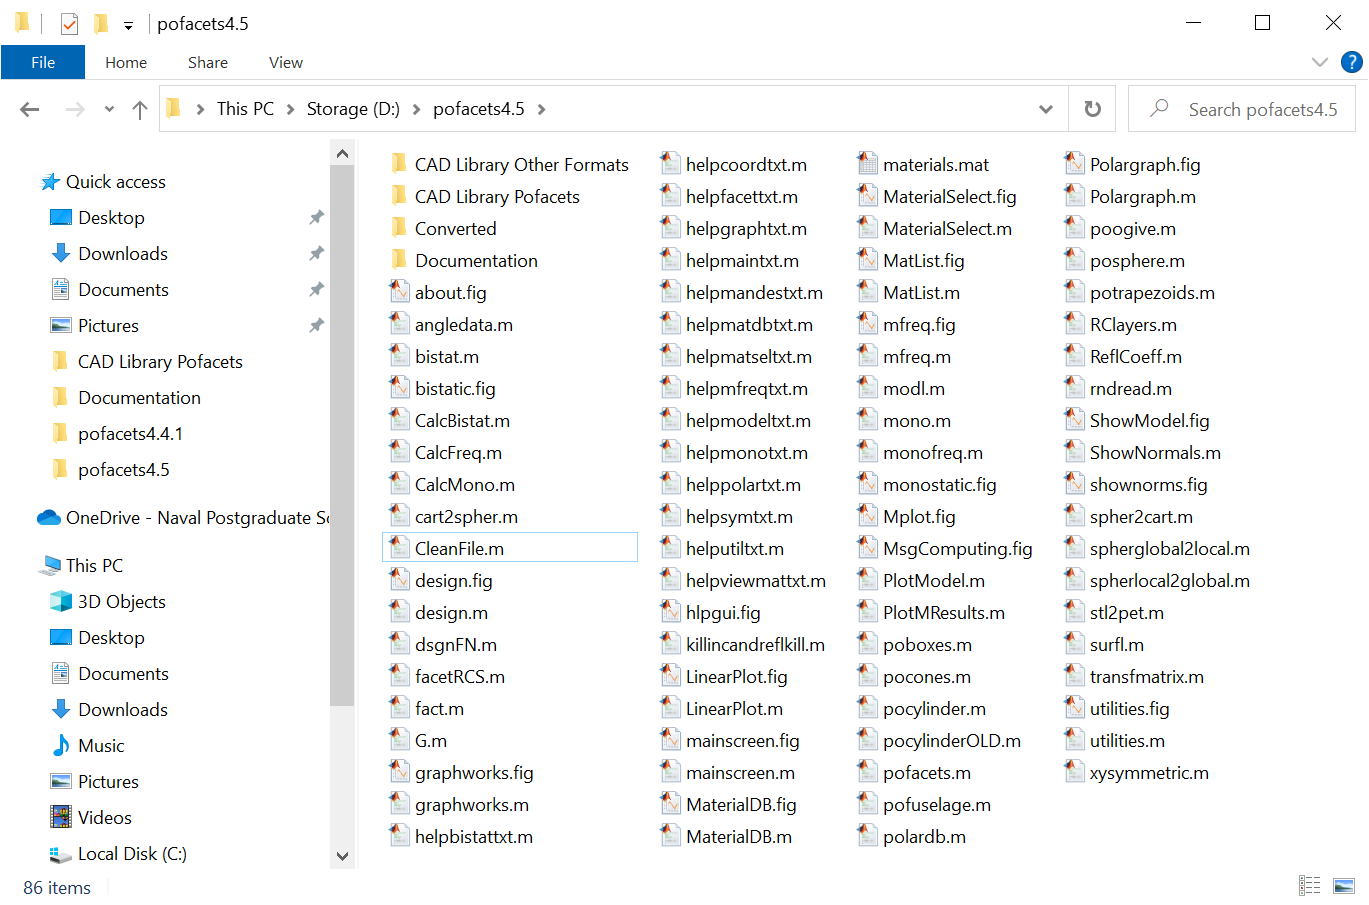 pofacets4.5
File
Home
Share
View
?
This PC
Storage (D:)
pofacets4.5
Search pofacets4.5
Quick access
Desktop
Downloads
Documents
Pictures
CAD Library Pofacets
Documentation
pofacets4.4.1
pofacets4.5
OneDrive - Naval Postgraduate Sc
This PC
3D Objects
Desktop
Documents
Downloads
Music
Pictures
Videos
Local Disk (C:)
CAD Library Other Formats
CAD Library Pofacets
Converted
Documentation
about.fig
angledata.m
bistat.m
bistatic.fig
CalcBistat.m
CalcFreq.m
CalcMono.m
cart2spher.m
CleanFile.m
design.fig
design.m
dsgnFN.m
facetRCS.m
fact.m
G.m
graphworks.fig
graphworks.m
helpbistattxt.m
helpcoordtxt.m
helpfacettxt.m
helpgraphtxt.m
helpmaintxt.m
helpmandestxt.m
helpmatdbtxt.m
helpmatseltxt.m
helpmfreqtxt.m
helpmodeltxt.m
helpmonotxt.m
helppolartxt.m
helpsymtxt.m
helputiltxt.m
helpviewmattxt.m
hlpgui.fig
killincandreflkill.m
LinearPlot.fig
LinearPlot.m
mainscreen.fig
mainscreen.m
MaterialDB.fig
MaterialDB.m
materials.mat
MaterialSelect.fig
MaterialSelect.m
MatList.fig
MatList.m
mfreq.fig
mfreq.m
modl.m
mono.m
monofreq.m
monostatic.fig
Mplot.fig
MsgComputing.fig
PlotModel.m
PlotMResults.m
poboxes.m
pocones.m
pocylinder.m
pocylinderOLD.m
pofacets.m
pofuselage.m
polardb.m
Polargraph.fig
Polargraph.m
poogive.m
posphere.m
potrapezoids.m
RClayers.m
ReflCoeff.m
rndread.m
ShowModel.fig
ShowNormals.m
shownorms.fig
spher2cart.m
spherglobal2local.m
spherlocal2global.m
stl2pet.m
surfl.m
transfmatrix.m
utilities.fig
utilities.m
xysymmetric.m
86 items